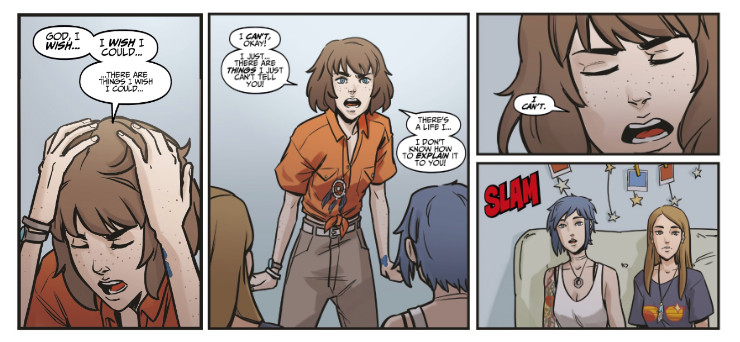 GOD, I
WISH...
I WISH I
COULD...
...THERE ARE
THINGS I WISH
I COULD...
I CAN'T,
OKAY!
I JUST...
THERE ARE
THINGS I JUST
CAN'T TELL
YOU!
THERE'S
A LIFE I...
I DON'T
KNOW HOW
TO EXPLAIN IT
TO YOU!
I
CAN'T.
SLAM